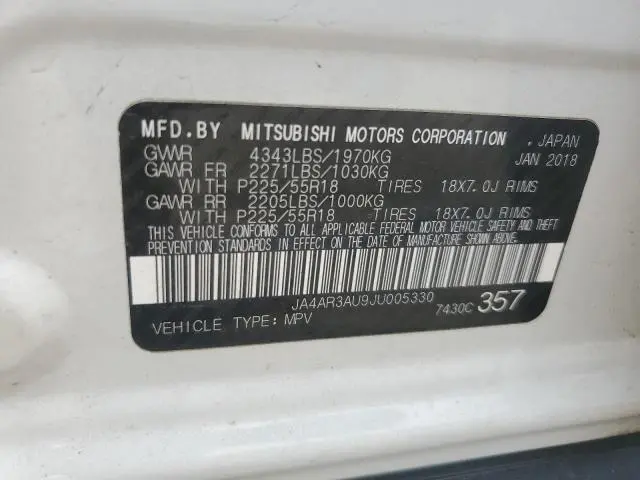 MFD.BY MITSUBISHI MOTORS CORPORATION . JAPAN
GVWR 4343LBS/1970KG JAN 2018
GAWR FR 2271LBS/1030KG
WITH P225/55R18 TIRES 18X7.0J RIMS
GAWR RR 2205LBS/1000KG
WITH P225/55R18 TIRES 18X7.0J RIMS
THIS VEHICLE CONFORMS TO ALL APPLICABLE FEDERAL MOTOR VEHICLE SAFETY AND THEFT
PREVENTION STANDARDS IN EFFECT ON THE DATE OF MANUFACTURE SHOWN ABOVE.
JA4AR3AU9JU005330
VEHICLE TYPE: MPV 7430C 357